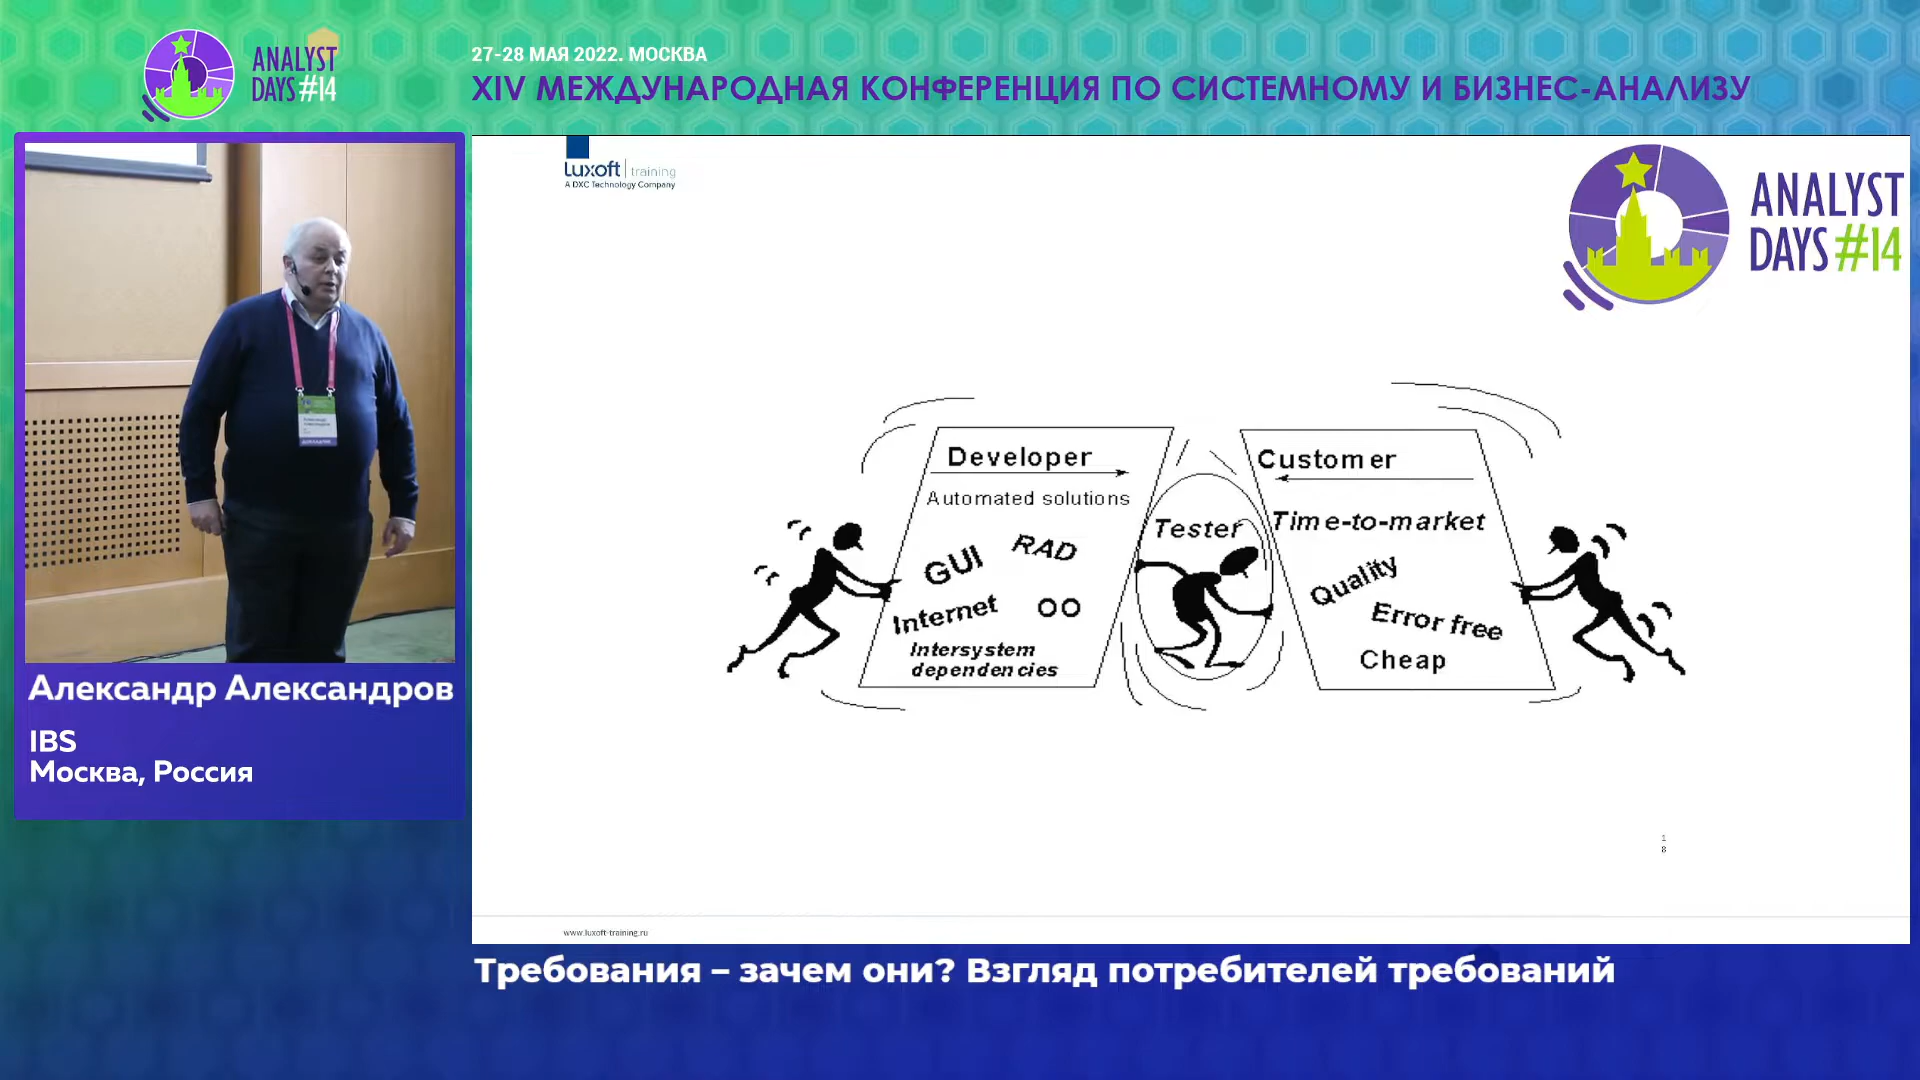 ANALYST
DAYS #14
27-28 МАЯ 2022. МОСКВА
XIV МЕЖДУНАРОДНАЯ КОНФЕРЕНЦИЯ ПО СИСТЕМНОМУ И БИЗНЕС-АНАЛИЗУ
Luxoft training
A DXC Technology Company
ANALYST
DAYS #14
Developer
Automated solutions
GUI
RAD
Internet
OO
Intersystem
dependencies
Tester
Customer
Time-to-market
Quality
Error free
Cheap
1
8
www.luxoft-training.ru
Александр Александров
IBS
Москва, Россия
Требования – зачем они? Взгляд потребителей требований